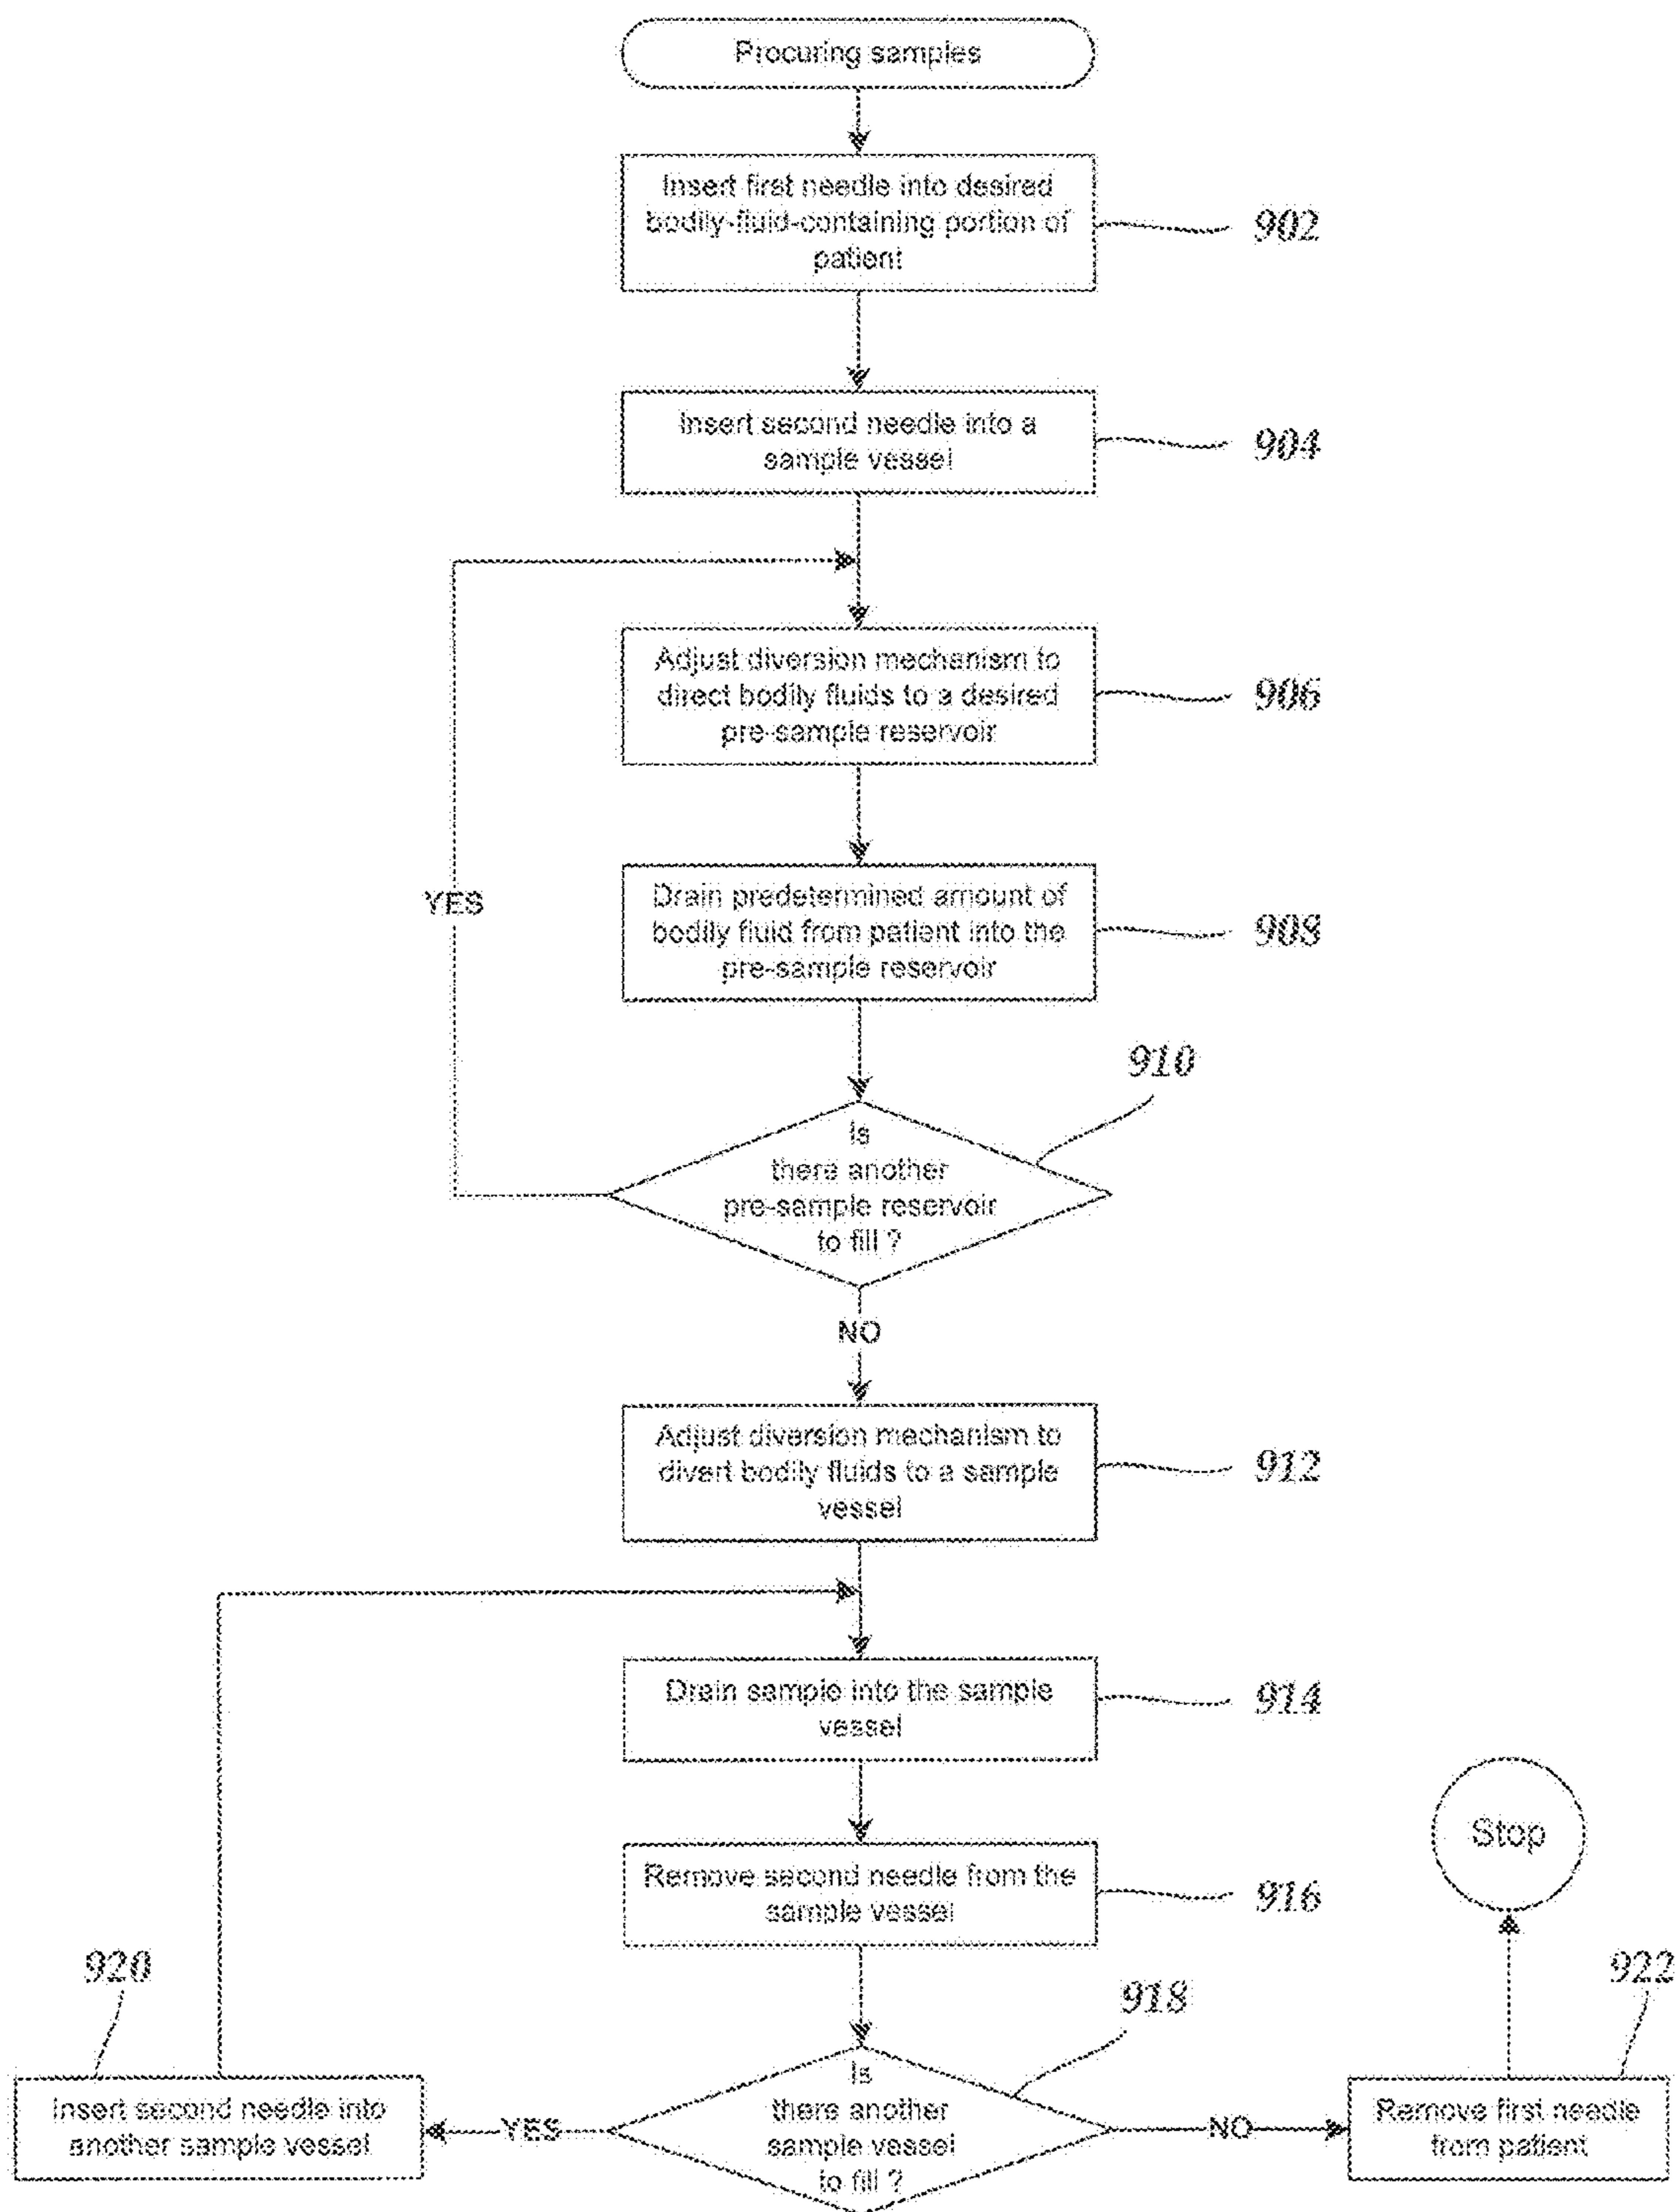 Procuring samples
Insert first needle into desired
bodily-fluid-containing portion of
patient
902
Insert second needle into a
sample vessel
904
Adjust diversion mechanism to
direct bodily fluids to a desired
pre-sample reservoir
906
YES
Drain predetermined amount of
bodily fluid from patient into the
pre-sample reservoir
908
910
Is
there another
pre-sample reservoir
to fill ?
NO
Adjust diversion mechanism to
divert bodily fluids to a sample
vessel
912
Drain sample into the sample
vessel
914
Stop
Remove second needle from the
sample vessel
916
920
918
922
Insert second needle into
another sample vessel
YES
Is
there another
sample vessel
to fill ?
NO
Remove first needle
from patient